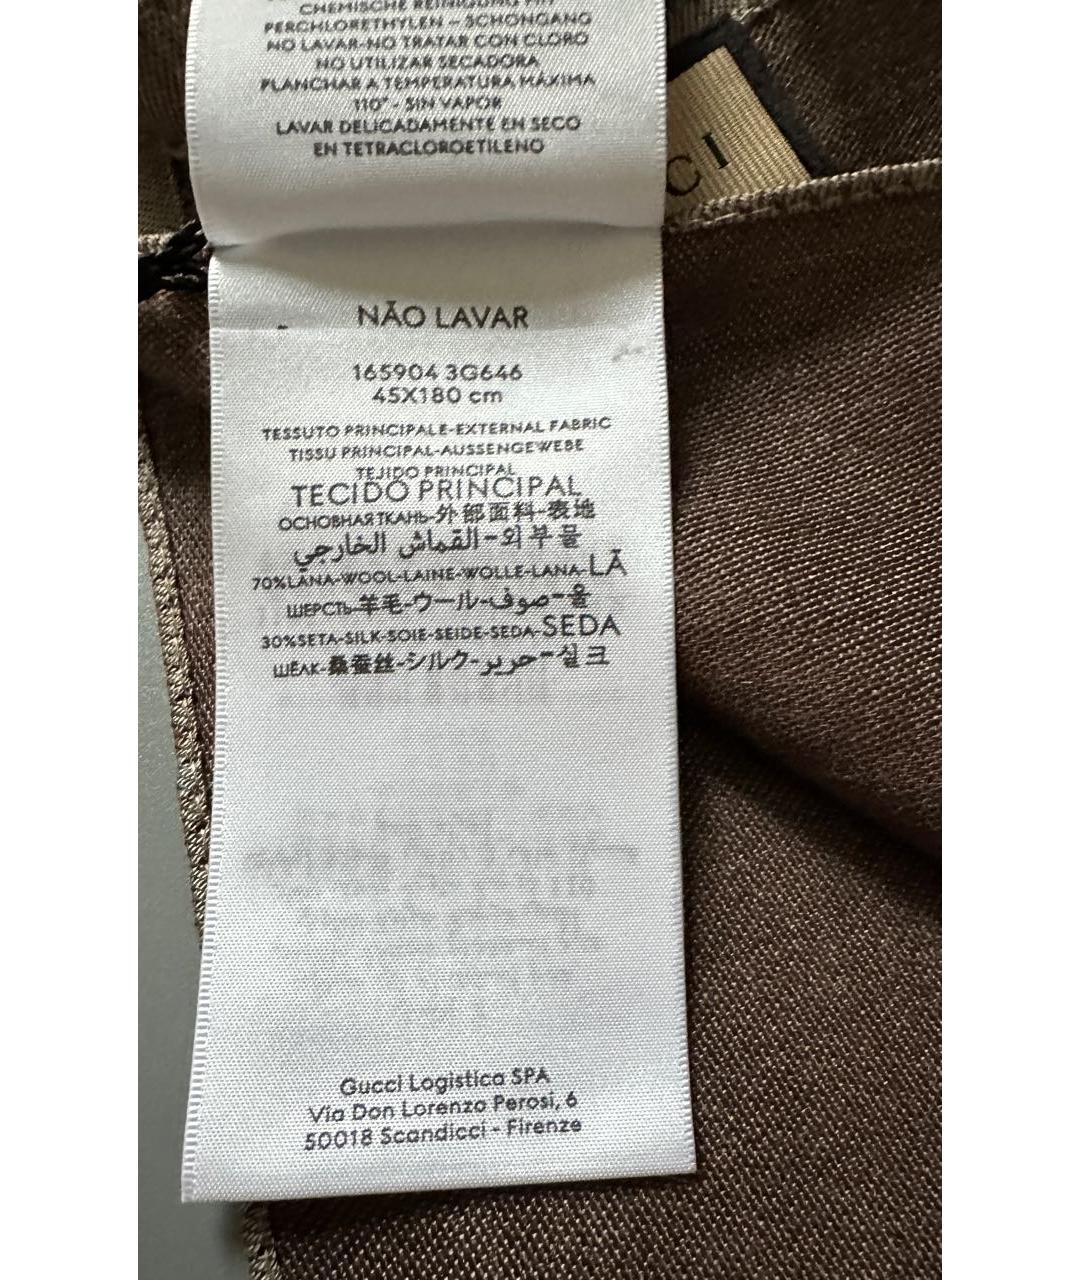 CHEMISCHE REINIGUNG MIT
PERCHLORETHYLEN - SCHONGANG
NO LAVAR-NO TRATAR CON CLORO
NO UTILIZAR SECADORA
PLANCHAR A TEMPERATURA MÁXIMA
110° - SIN VAPOR
LAVAR DELICADAMENTE EN SECO
EN TETRACLOROETILENO
CI
NÃO LAVAR
165904 3G646
45X180 cm
TESSUTO PRINCIPALE-EXTERNAL FABRIC
TISSU PRINCIPAL-AUSSENGEWEBE
TEJIDO PRINCIPAL
TECIDO PRINCIPAL
ОСНОВНАЯ ТКАНЬ-外部面料-表地
القماش الخارجي-외부물
70%LANA-WOOL-LAINE-WOLLE-LANA-LÃ
ШЕРСТЬ-羊毛-ウール-صوف-울
30%SETA-SILK-SOIE-SEIDE-SEDA-SEDA
ШЁЛК-桑蚕丝-シルク-حرير-실크
Gucci Logistica SPA
Via Don Lorenzo Perosi, 6
50018 Scandicci - Firenze